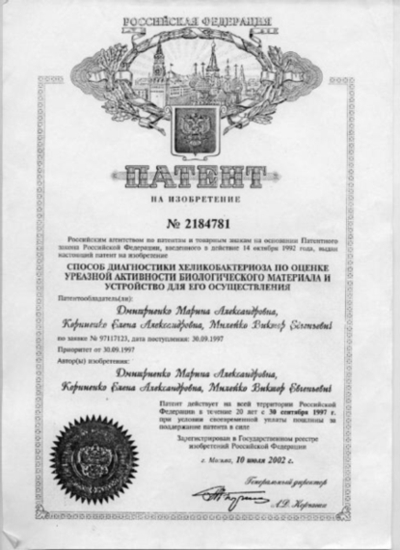 РОССИЙСКАЯ ФЕДЕРАЦИЯ
ПАТЕНТ
НА ИЗОБРЕТЕНИЕ
№ 2184781
Российским агентством по патентам и товарным знакам на основании Патентного
закона Российской Федерации, введенного в действие 14 октября 1992 года, выдан
настоящий патент на изобретение
СПОСОБ ДИАГНОСТИКИ ХЕЛИКОБАКТЕРИОЗА ПО ОЦЕНКЕ
УРЕАЗНОЙ АКТИВНОСТИ БИОЛОГИЧЕСКОГО МАТЕРИАЛА И
УСТРОЙСТВО ДЛЯ ЕГО ОСУЩЕСТВЛЕНИЯ
Патентообладатель(ли):
Дмитриенко Марина Александровна,
Корниенко Елена Александровна, Милейко Виктор Евгеньевич
по заявке № 97117123, дата поступления: 30.09.1997
Приоритет от 30.09.1997
Автор(ы) изобретения:
Дмитриенко Марина Александровна,
Корниенко Елена Александровна, Милейко Виктор Евгеньевич
Патент действует на всей территории Российской
Федерации в течение 20 лет с 30 сентября 1997 г.
при условии своевременной уплаты пошлины за
поддержание патента в силе
Зарегистрирован в Государственном реестре
изобретений Российской Федерации
г. Москва, 10 июля 2002 г.
Генеральный директор
А.Д. Корчагин